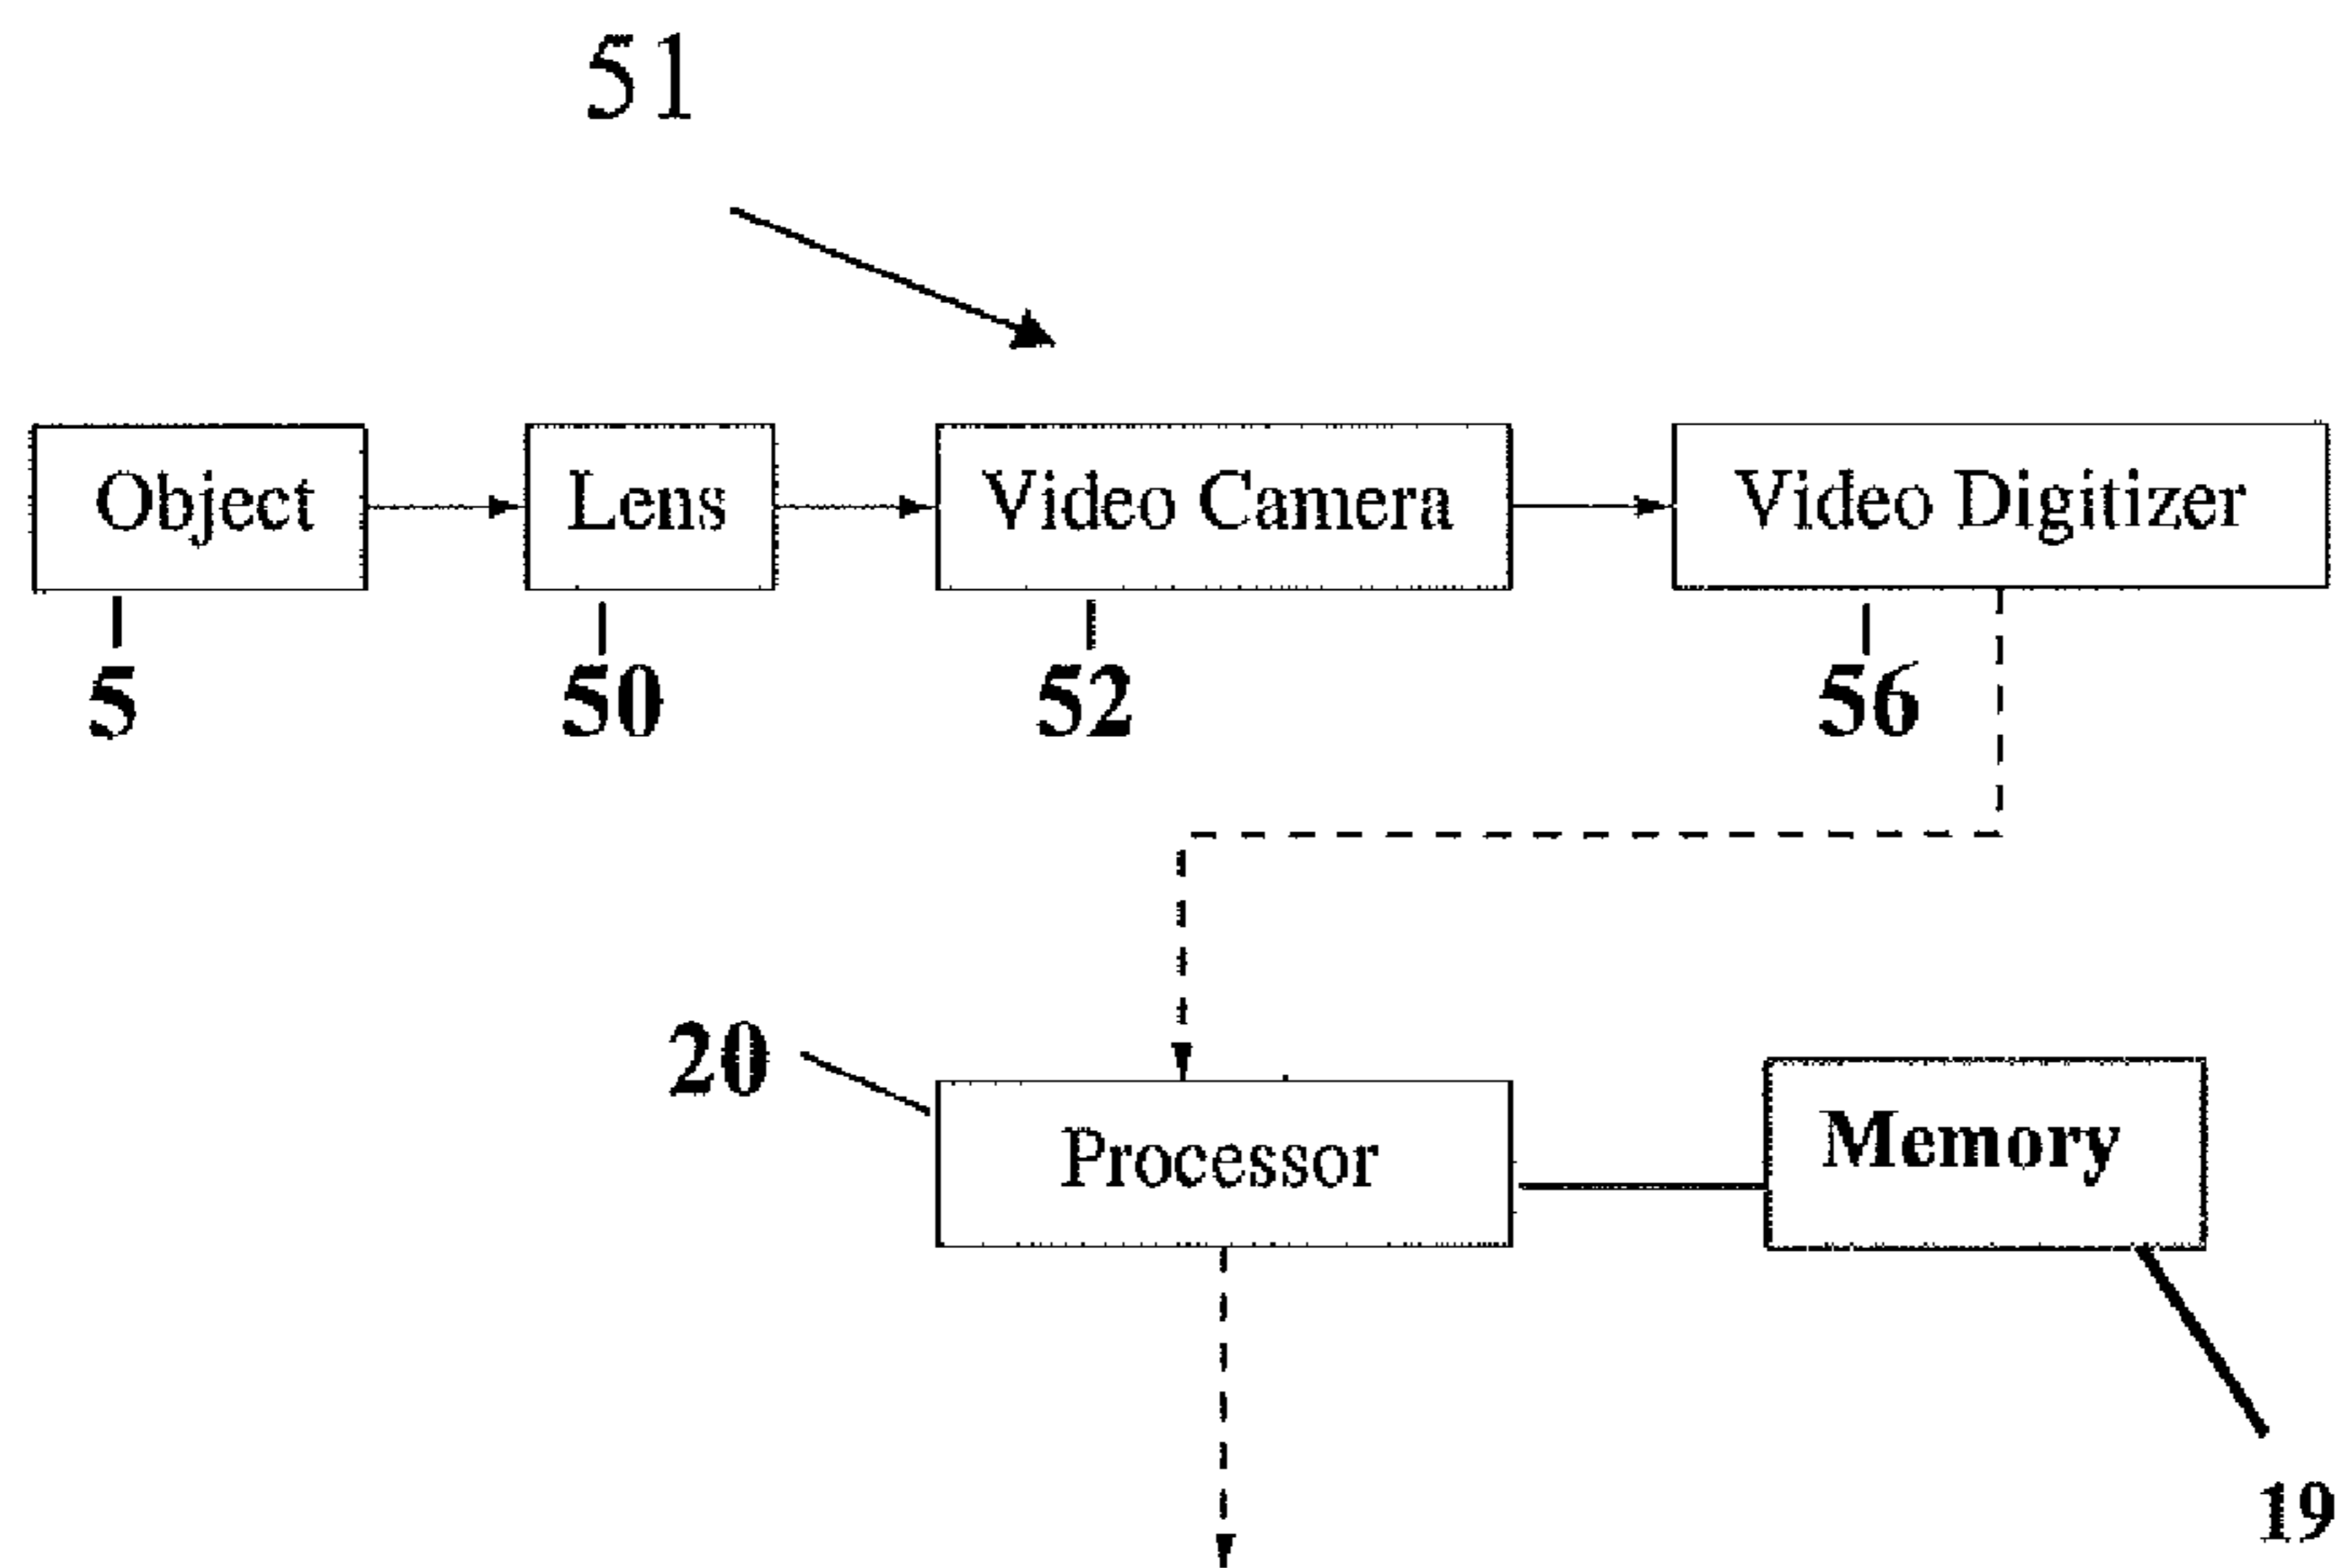 51
Object
Lens
Video Camera
Video Digitizer
5
50
52
56
20
Processor
Memory
19